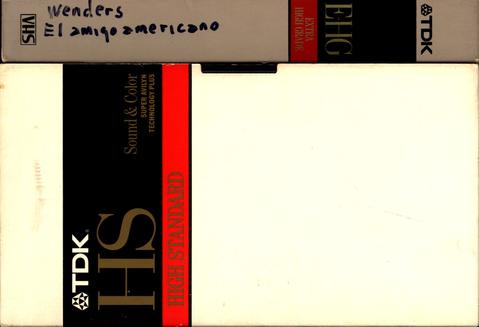 Wenders
El amigo americano
VHS
EXTRA
HIGH GRADE
EHG
TDK
Sound & Color
SUPER AVILYN
TECHNOLOGY PLUS
TDK
HS
HIGH STANDARD